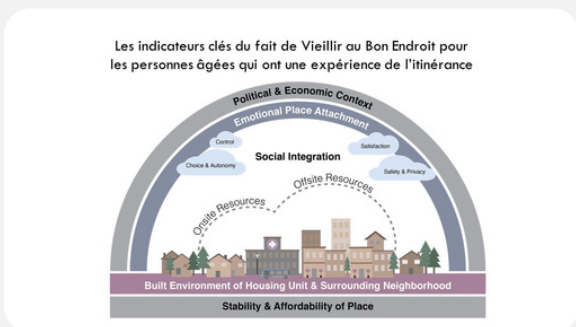 Les indicateurs clés du fait de Vieillir au Bon Endroit pour
les personnes âgées qui ont une expérience de l'itinérance
Political & Economic Context
Emotional Place Attachment
Control
Choice & Autonomy
Social Integration
Satisfaction
Safety & Privacy
Onsite Resources
Offsite Resources
Built Environment of Housing Unit & Surrounding Neighborhood
Stability & Affordability of Place